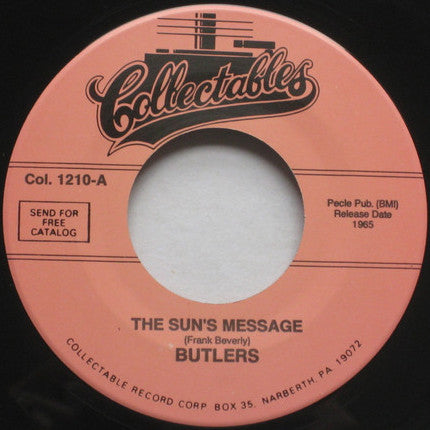 Collectables
Col. 1210-A
Pecle Pub. (BMI)
Release Date
1965
SEND FOR
FREE
CATALOG
THE SUN'S MESSAGE
(Frank Beverly)
BUTLERS
COLLECTABLE RECORD CORP. BOX 35, NARBERTH, PA 19072